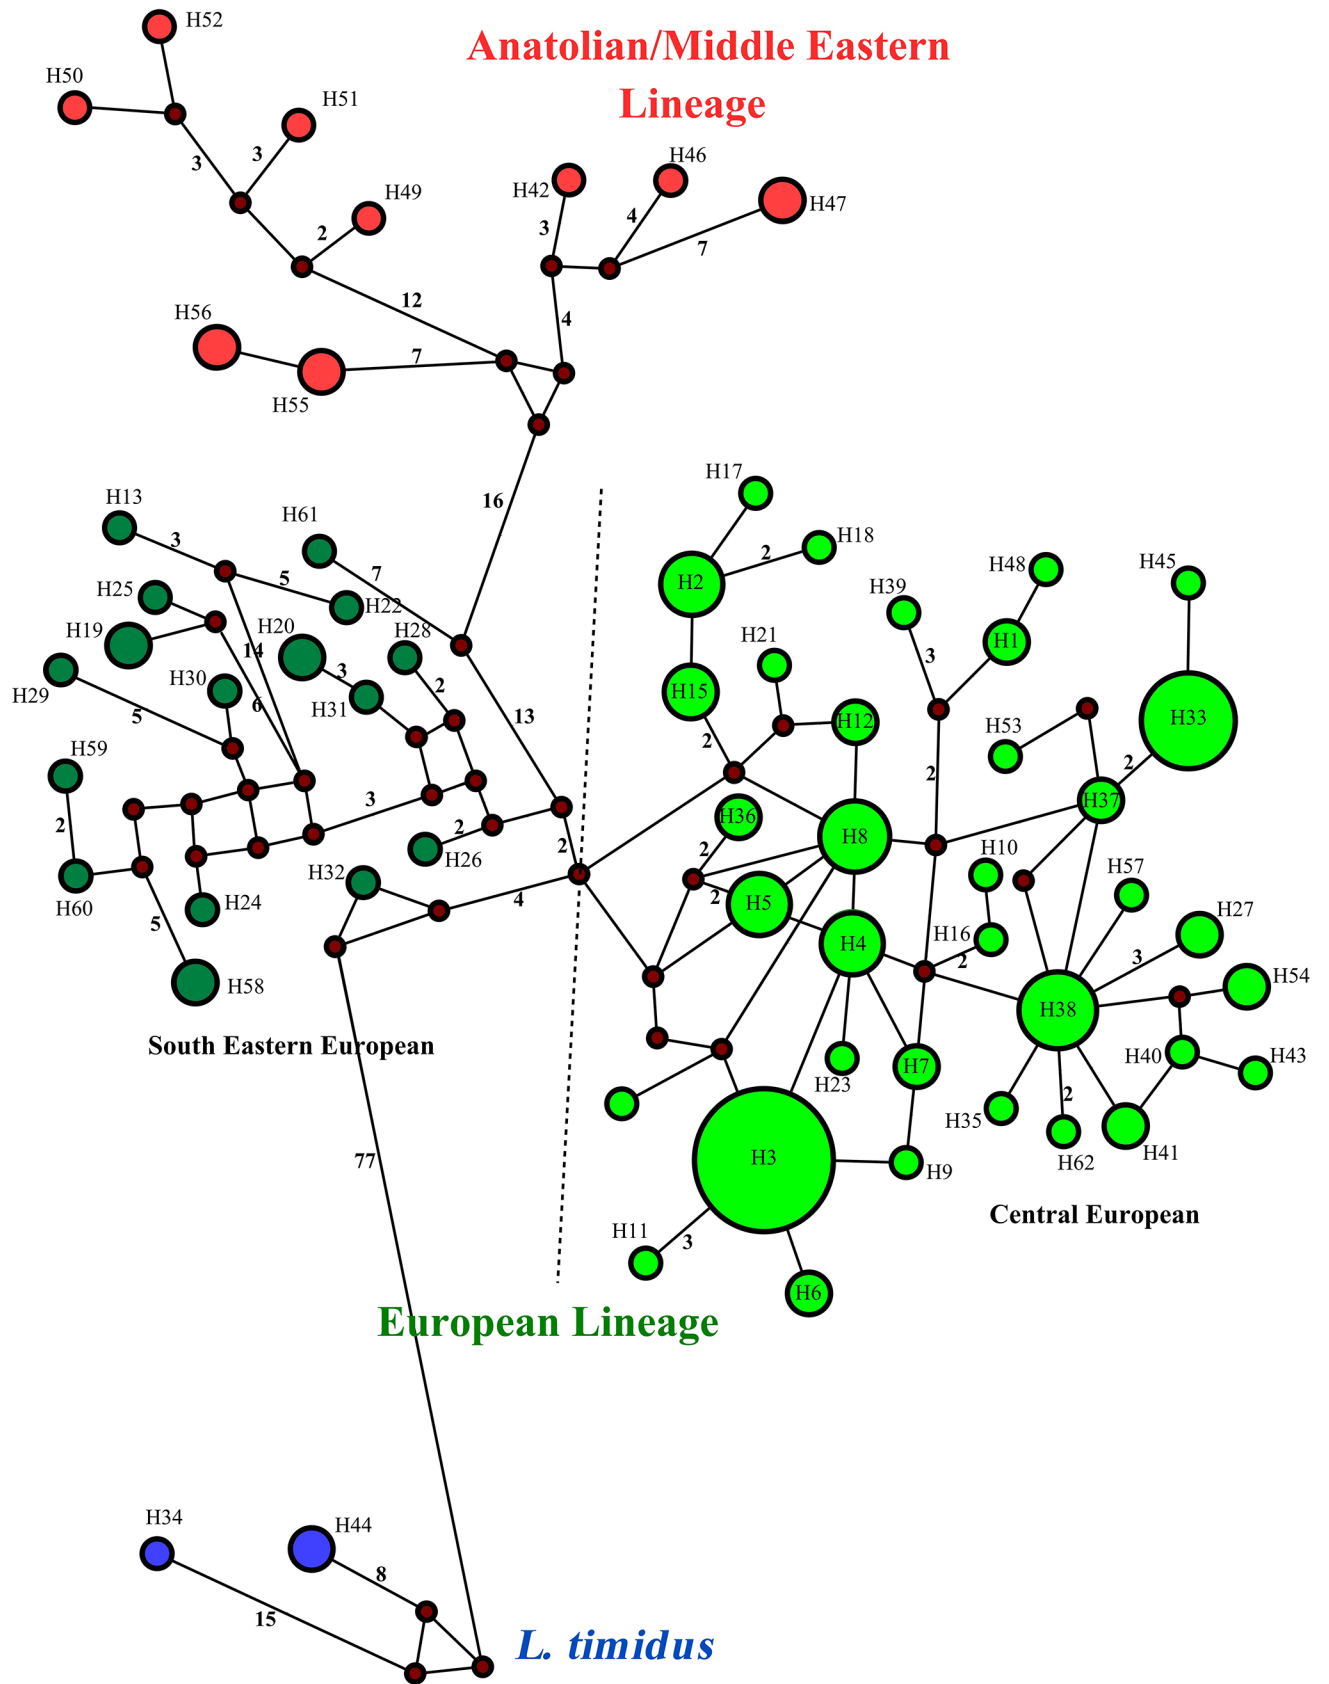 H52
Anatolian/Middle Eastern
Lineage
H50
H51
3
3
H46
H42
H49
H47
4
3
2
7
12
4
H56
7
H55
H17
16
H13
H61
H18
3
2
H45
H48
7
5
H2
H39
H25
H22
H19
H20
H28
H21
H1
14
3
3
H29
H30
H15
2
H31
6
5
13
H12
H33
H53
2
H59
2
2
3
H37
2
H36
2
H8
2
H26
2
H10
H32
H57
H60
4
2
H5
H27
H24
5
H4
H16
2
3
H54
H58
H38
South Eastern European
H40
H43
H7
H23
2
H35
77
H3
H41
H62
H9
Central European
H11
3
H6
European Lineage
H34
H44
8
15
L. timidus